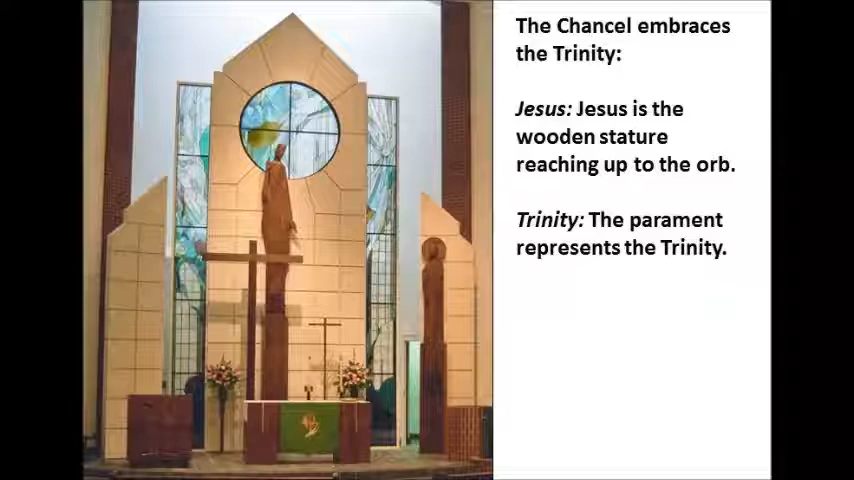 The Chancel embraces
the Trinity:
Jesus: Jesus is the
wooden stature
reaching up to the orb.
Trinity: The parament
represents the Trinity.